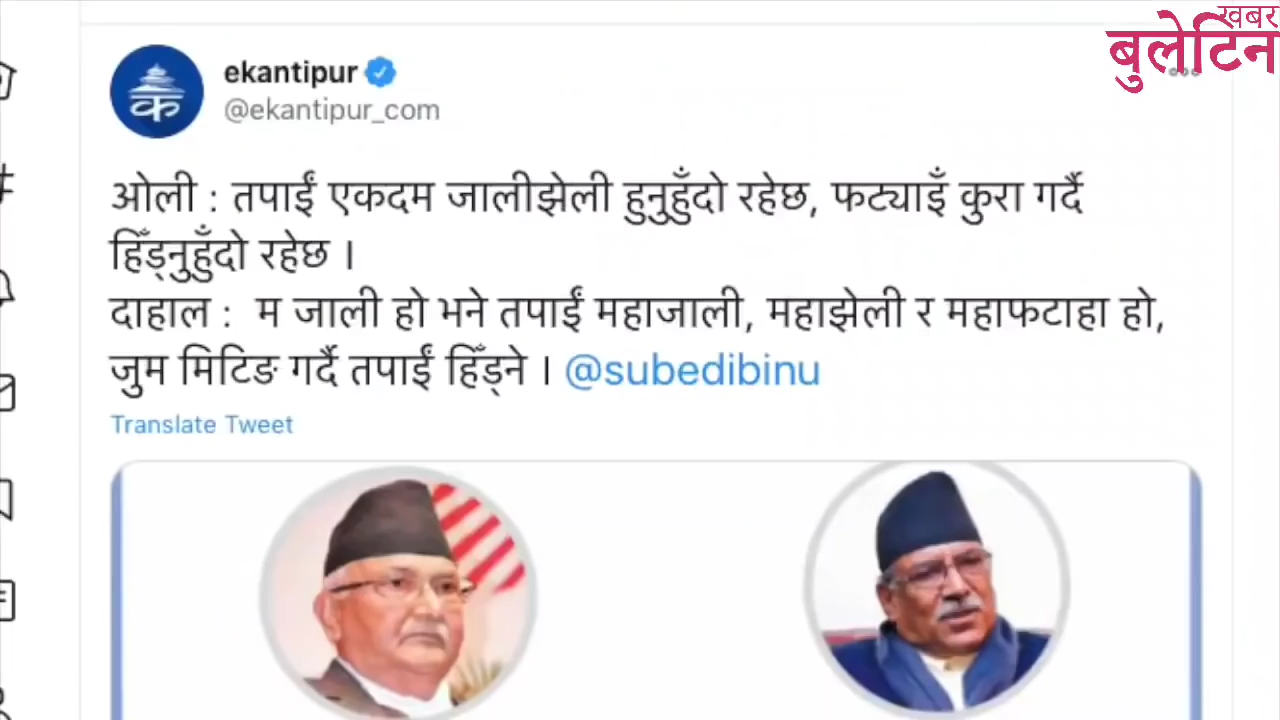 खबर
बुलेटिन
ekantipur
@ekantipur_com
ओली : तपाईं एकदम जालीझेली हुनुहुँदो रहेछ, फट्याइँ कुरा गर्दै
हिँड्नुहुँदो रहेछ ।
दाहाल :  म जाली हो भने तपाईं महाजाली, महाझेली र महाफटाहा हो,
जुम मिटिङ गर्दै तपाईं हिँड्ने । @subedibinu
Translate Tweet
क